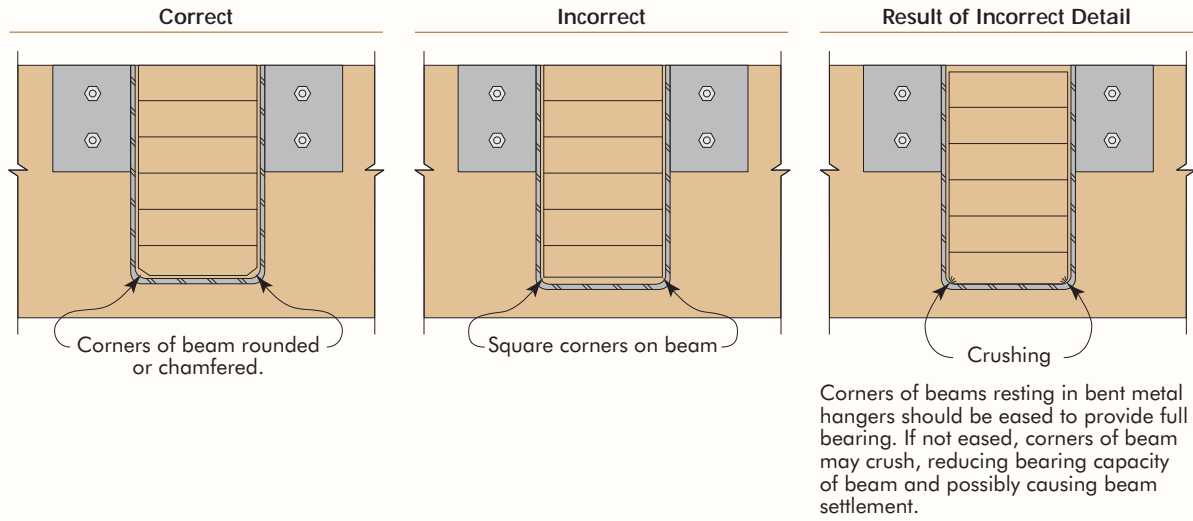 Correct
Incorrect
Result of Incorrect Detail
Corners of beam rounded
or chamfered.
Square corners on beam
Crushing
Corners of beams resting in bent metal
hangers should be eased to provide full
bearing. If not eased, corners of beam
may crush, reducing bearing capacity
of beam and possibly causing beam
settlement.